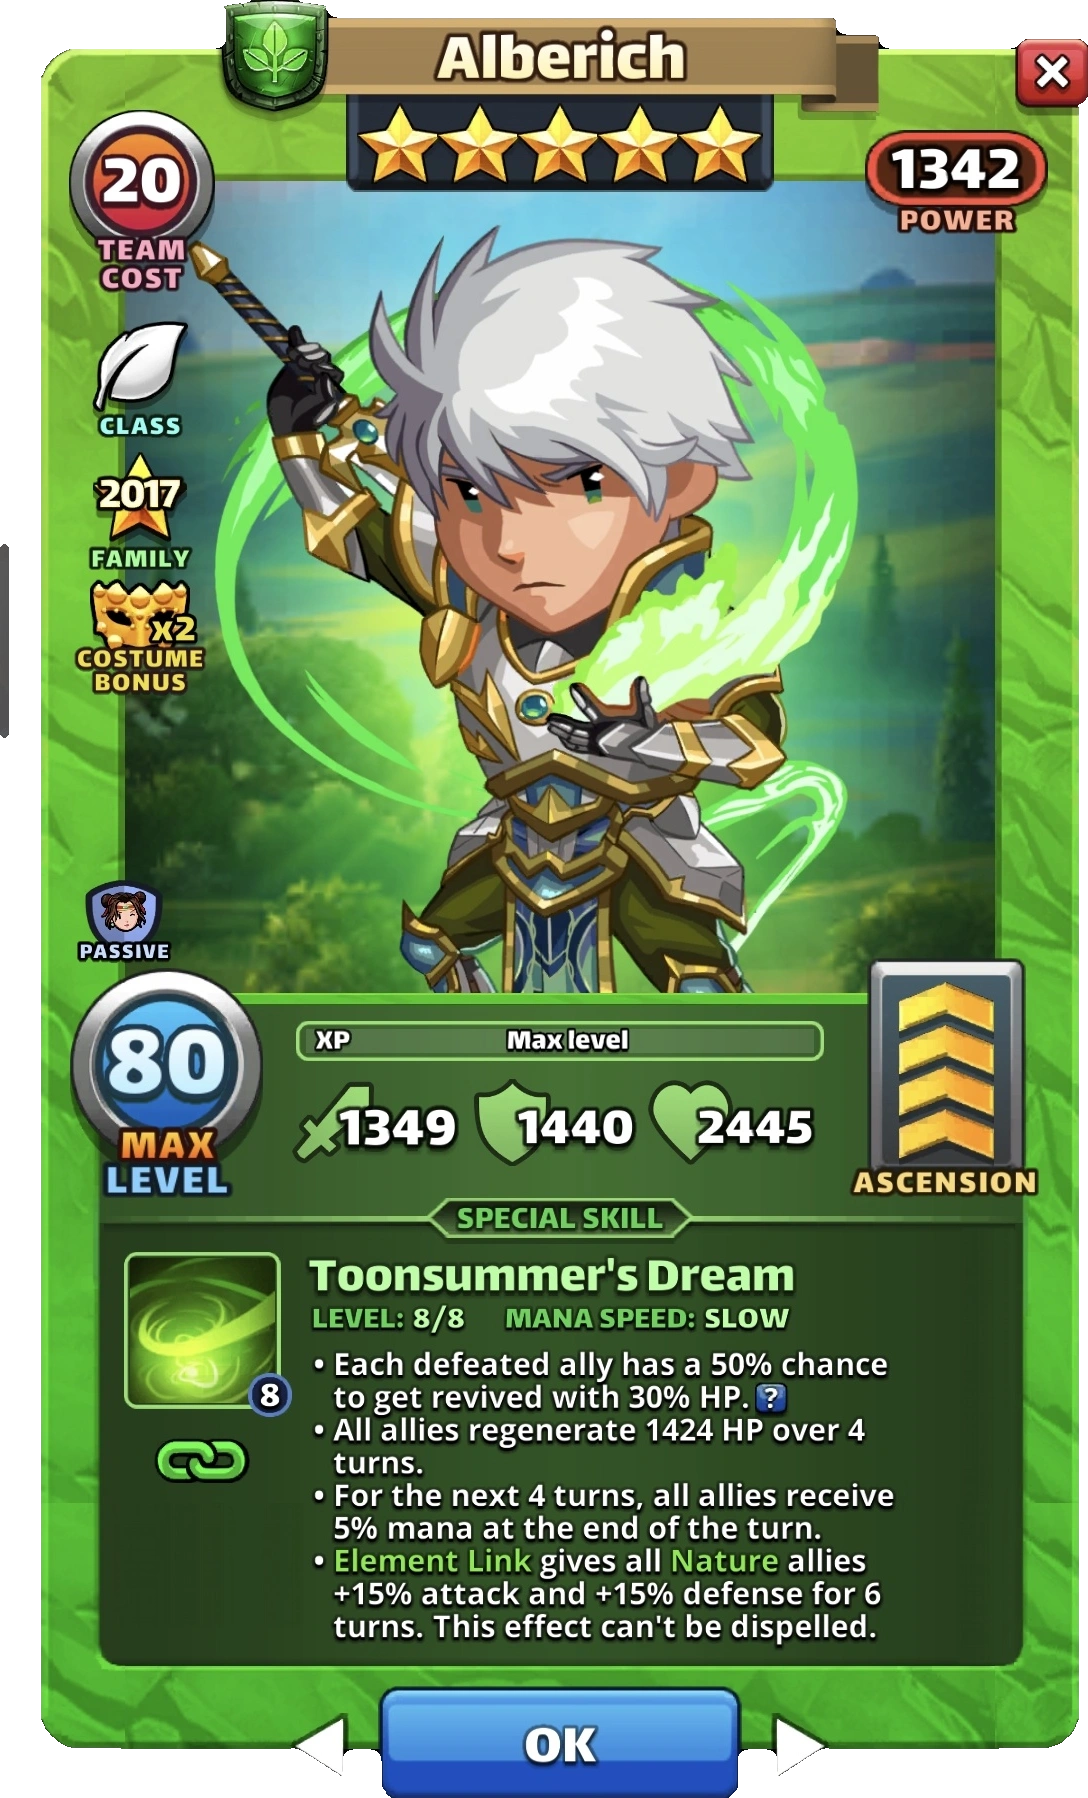 Alberich
20
TEAM
COST
1342
POWER
CLASS
2017
FAMILY
x2
COSTUME
BONUS
PASSIVE
80
MAX
LEVEL
XP Max level
1349 1440 2445
ASCENSION
SPECIAL SKILL
Toonsummer's Dream
LEVEL: 8/8 MANA SPEED: SLOW
8
• Each defeated ally has a 50% chance
to get revived with 30% HP. ?
• All allies regenerate 1424 HP over 4
turns.
• For the next 4 turns, all allies receive
5% mana at the end of the turn.
• Element Link gives all Nature allies
+15% attack and +15% defense for 6
turns. This effect can't be dispelled.
OK